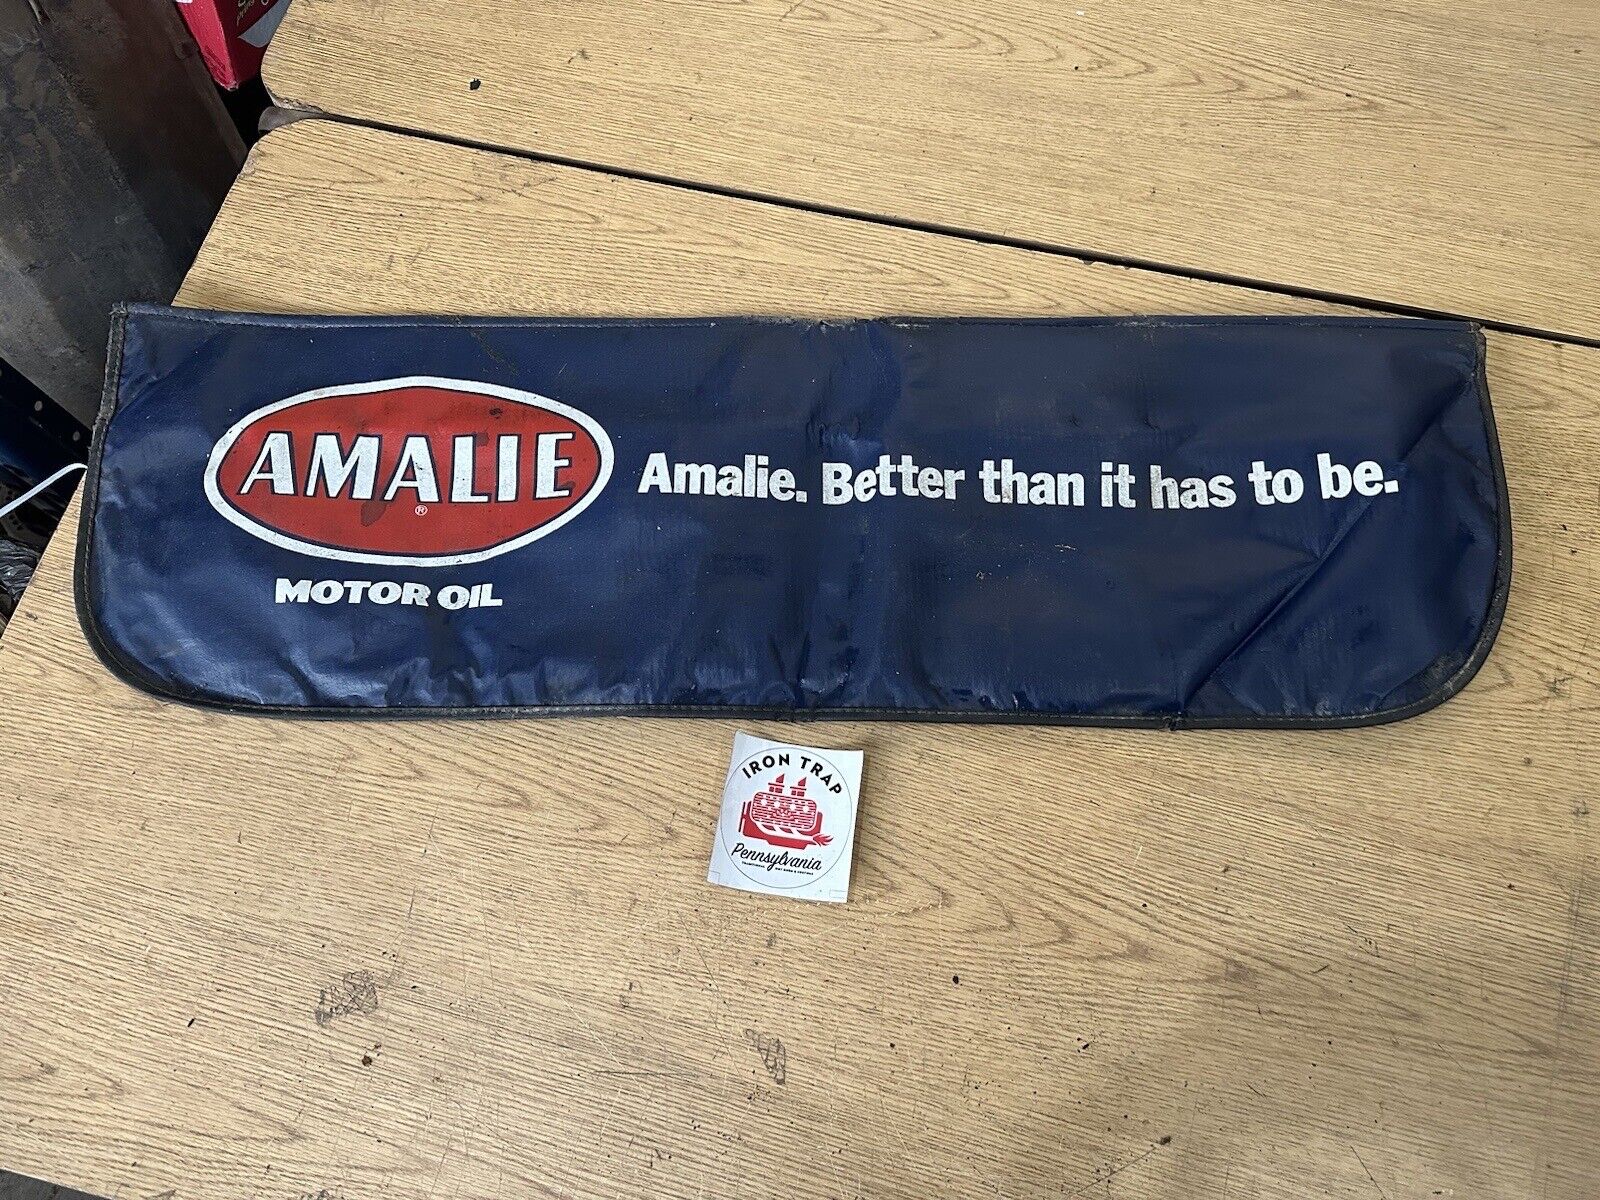 AMALIE
®
MOTOR OIL
Amalie. Better than it has to be.
IRON TRAP
Pennsylvania